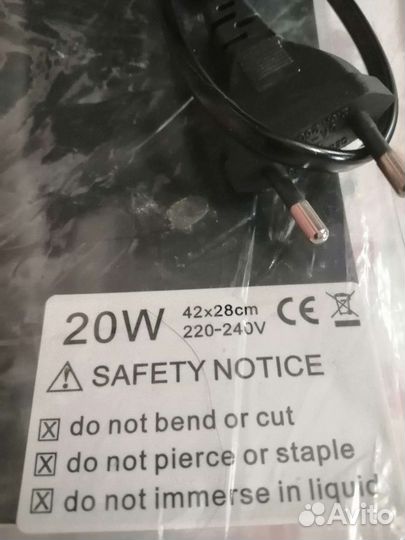 20W 42x28cm
220-240V
SAFETY NOTICE
do not bend or cut
do not pierce or staple
do not immerse in liquid
Avito